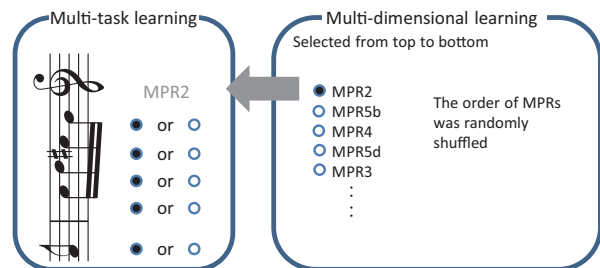 Multi-task learning
MPR2
or
or
or
or
or
Multi-dimensional learning
Selected from top to bottom
MPR2
MPR5b
MPR4
MPR5d
MPR3
The order of MPRs
was randomly
shuffled